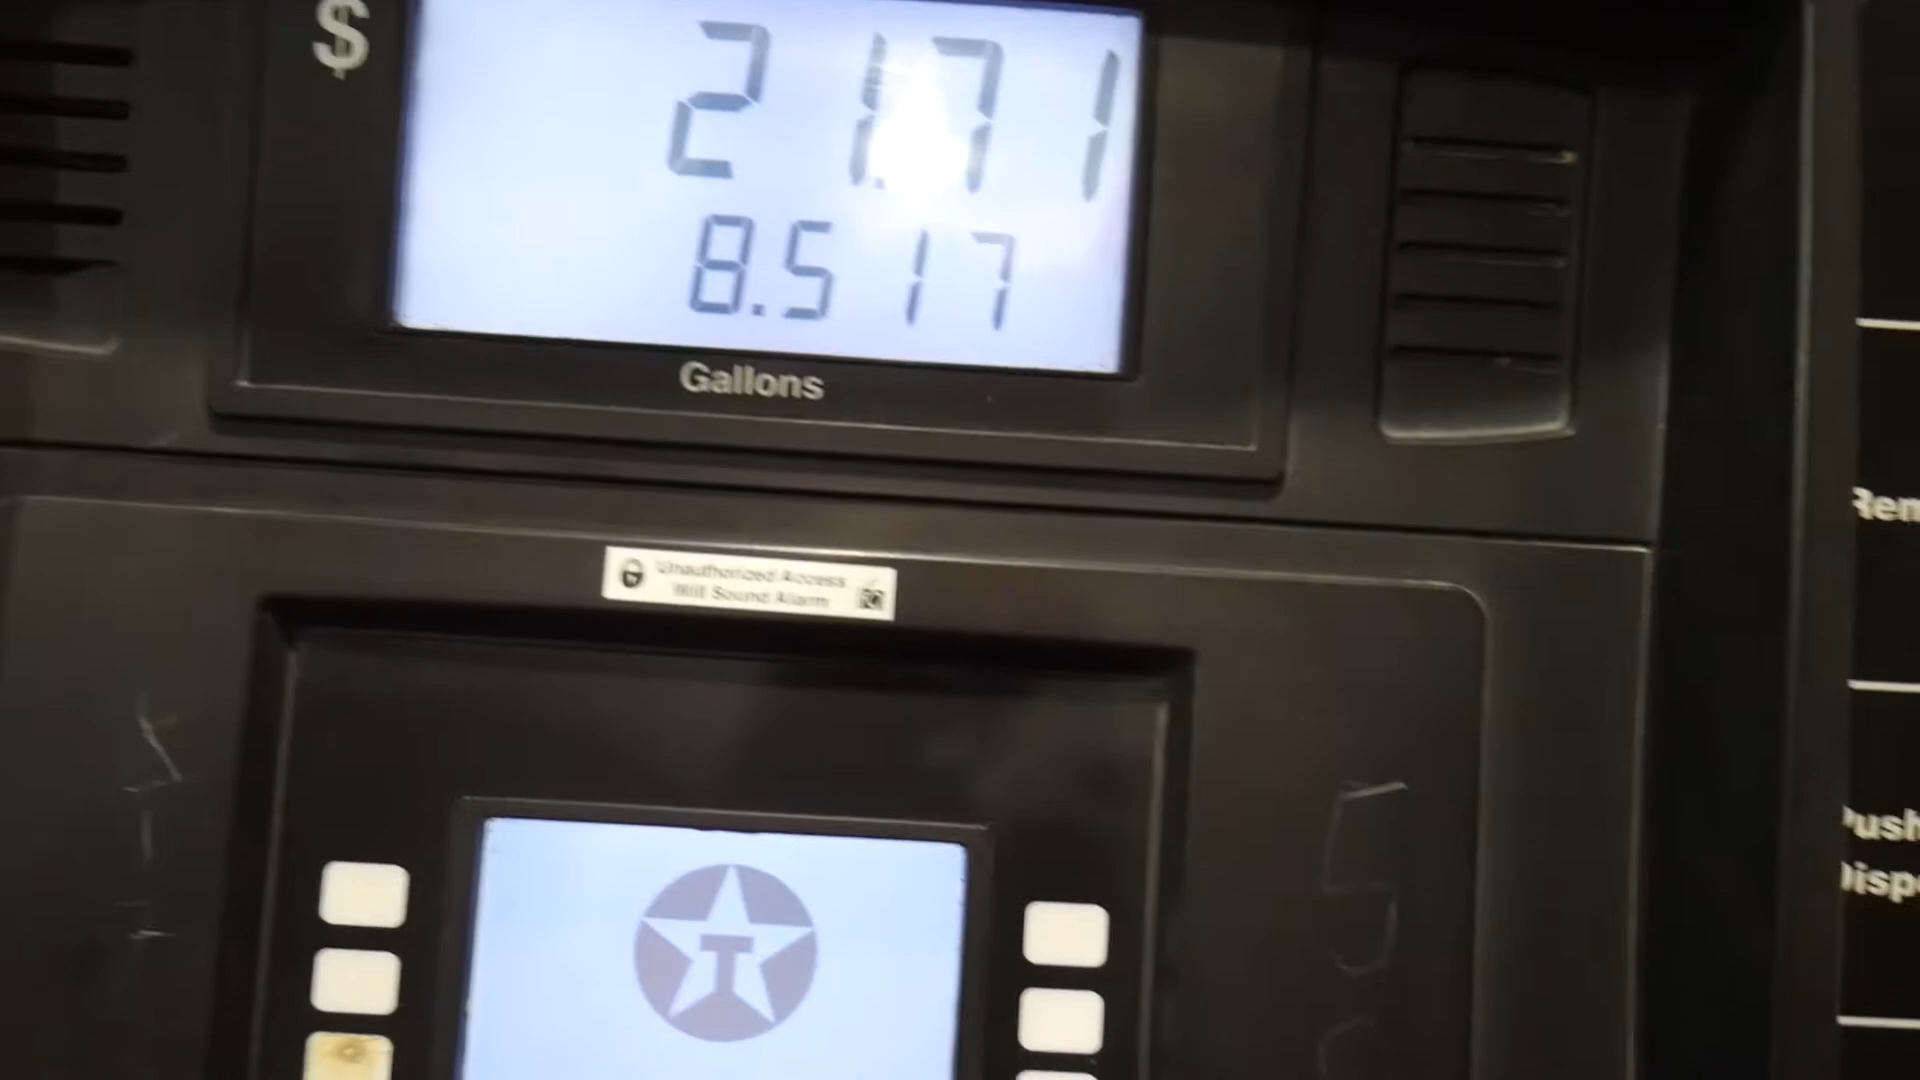 $ 21.71
8.517
Gallons
Unauthorized Access
Will Sound Alarm
T